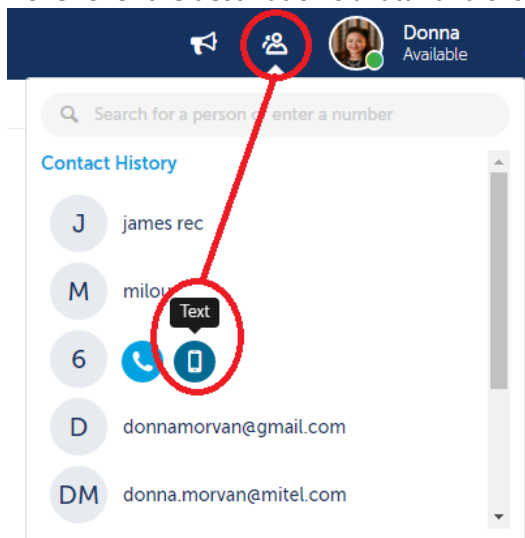 Donna
Available
Search for a person or enter a number
Contact History
J james rec
M
Text
6
D donnamorvan@gmail.com
DM donna.morvan@mitel.com